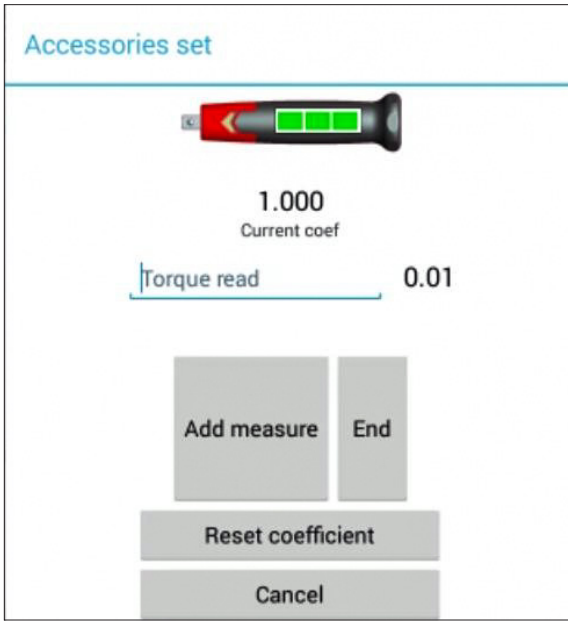 Accessories set
1.000
Current coef
Torque read 0.01
Add measure End
Reset coefficient
Cancel